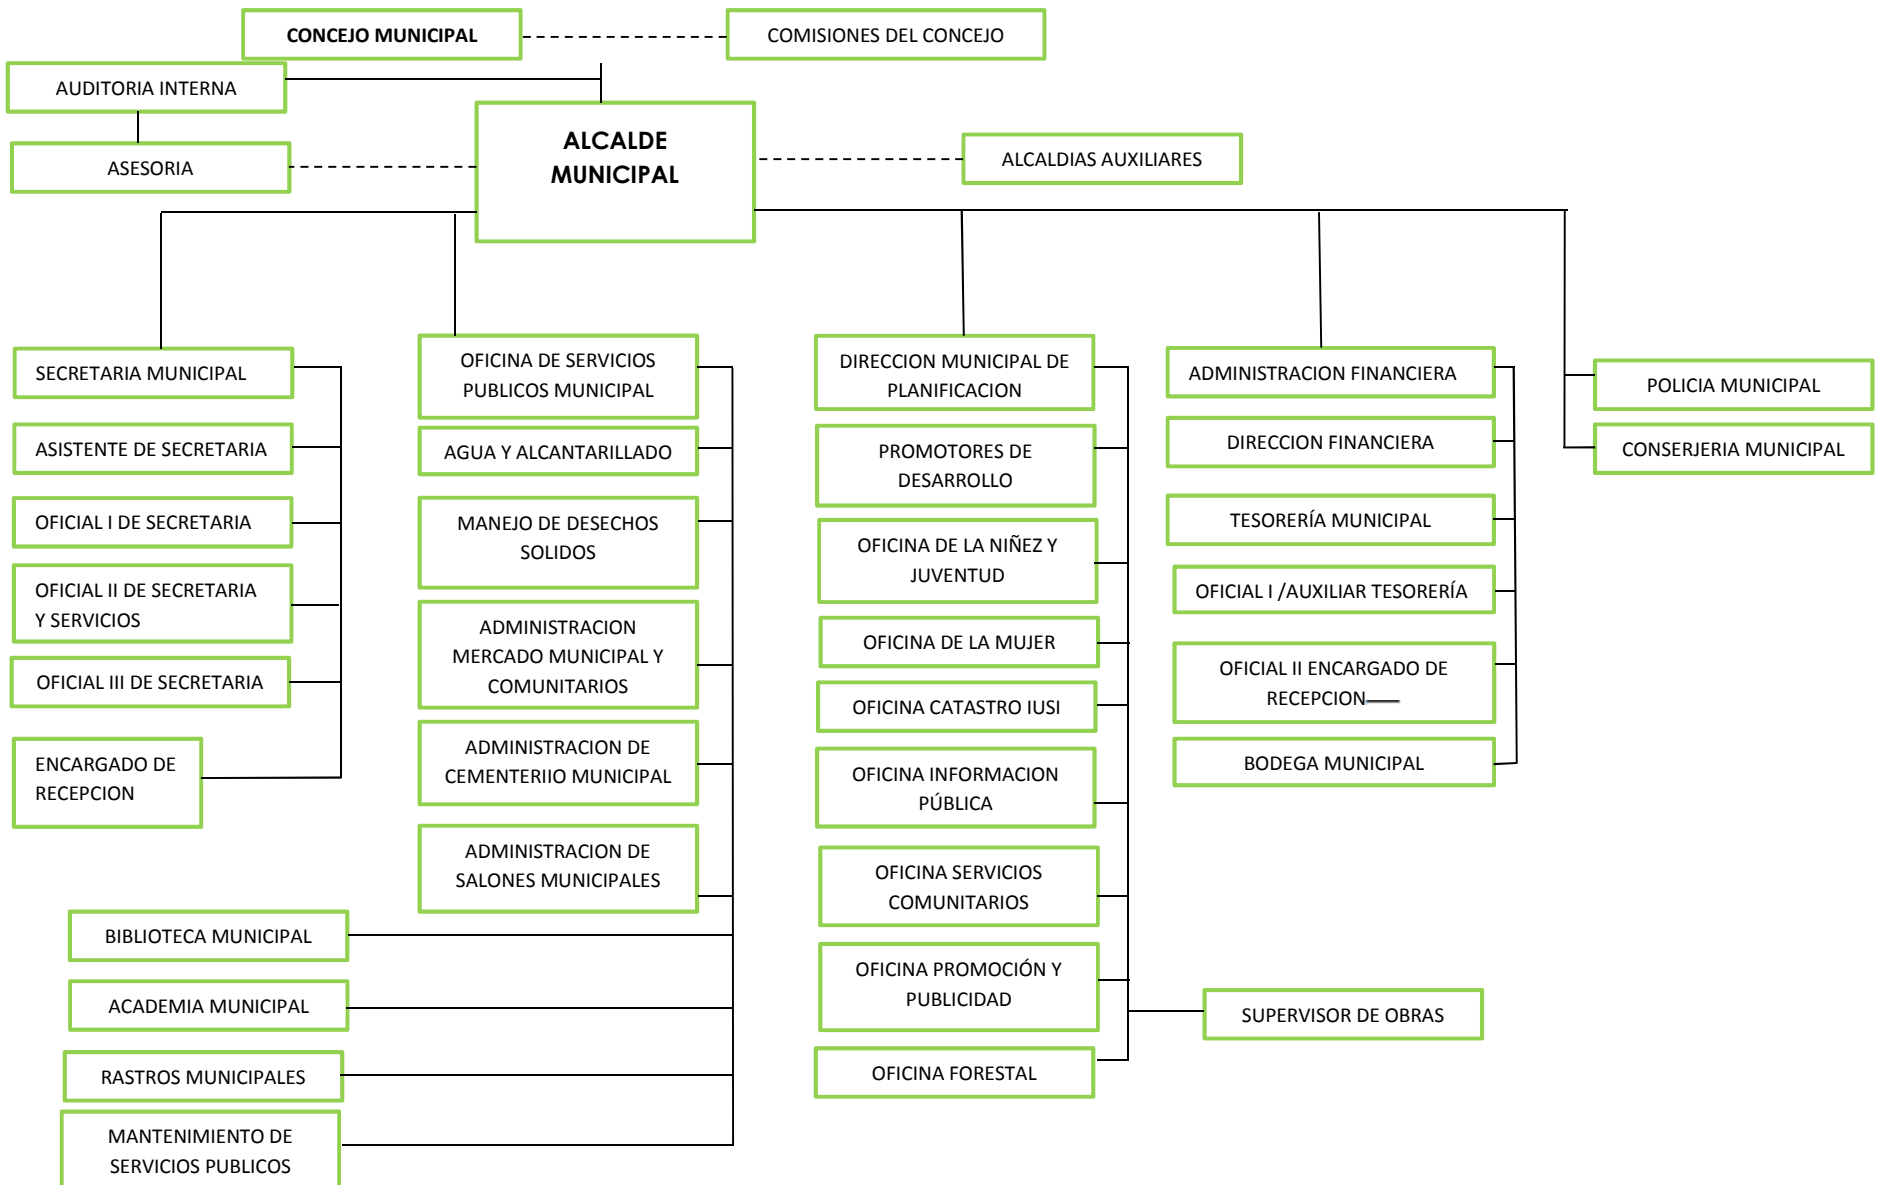 CONCEJO MUNICIPAL
COMISIONES DEL CONCEJO
AUDITORIA INTERNA
ASESORIA
ALCALDE
MUNICIPAL
ALCALDIAS AUXILIARES
SECRETARIA MUNICIPAL
ASISTENTE DE SECRETARIA
OFICIAL I DE SECRETARIA
OFICIAL II DE SECRETARIA
Y SERVICIOS
OFICIAL III DE SECRETARIA
ENCARGADO DE
RECEPCION
OFICINA DE SERVICIOS
PUBLICOS MUNICIPAL
AGUA Y ALCANTARILLADO
MANEJO DE DESECHOS
SOLIDOS
ADMINISTRACION
MERCADO MUNICIPAL Y
COMUNITARIOS
ADMINISTRACION DE
CEMENTERIIO MUNICIPAL
ADMINISTRACION DE
SALONES MUNICIPALES
BIBLIOTECA MUNICIPAL
ACADEMIA MUNICIPAL
RASTROS MUNICIPALES
MANTENIMIENTO DE
SERVICIOS PUBLICOS
DIRECCION MUNICIPAL DE
PLANIFICACION
PROMOTORES DE
DESARROLLO
OFICINA DE LA NIÑEZ Y
JUVENTUD
OFICINA DE LA MUJER
OFICINA CATASTRO IUSI
OFICINA INFORMACION
PÚBLICA
OFICINA SERVICIOS
COMUNITARIOS
OFICINA PROMOCIÓN Y
PUBLICIDAD
OFICINA FORESTAL
SUPERVISOR DE OBRAS
ADMINISTRACION FINANCIERA
DIRECCION FINANCIERA
TESORERÍA MUNICIPAL
OFICIAL I /AUXILIAR TESORERÍA
OFICIAL II ENCARGADO DE
RECEPCION
BODEGA MUNICIPAL
POLICIA MUNICIPAL
CONSERJERIA MUNICIPAL